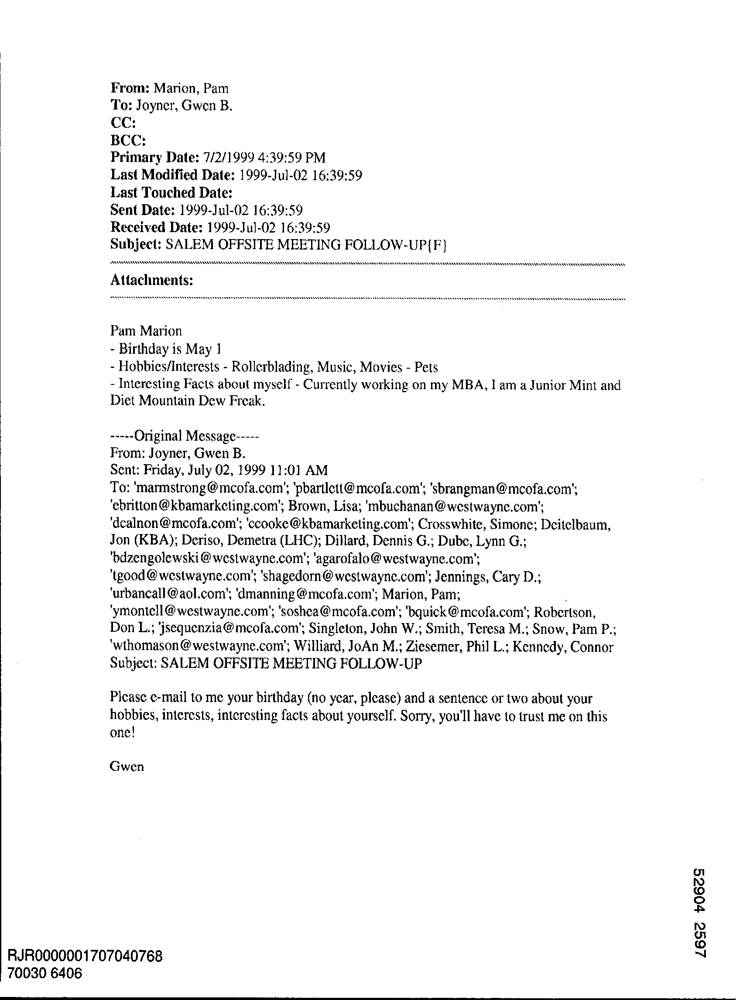 From: Marion, Pam
To: Joyner, Gwen B.
CC:
BCC:
Primary Date: 7/2/1999 4:39:59 PM
Last Modified Date: 1999-Jul-02 16:39:59
Last Touched Date:
Sent Date: 1999-Jul-02 16:39:59
Received Date: 1999-Jul-02 16:39:59
Subject: SALEM OFFSITE MEETING FOLLOW-UP{F}
Attachments:
Pam Marion
- Birthday is May 1
- Hobbies/Interests - Rollerblading, Music, Movies - Pets
- Interesting Facts about myself - Currently working on my MBA, I am a Junior Mint and
Diet Mountain Dew Freak.
-----Original Message-----
From: Joyner, Gwen B.
Sent: Friday, July 02, 1999 11:01 AM
To: 'marmstrong@mcofa.com'; 'pbartlett@mcofa.com'; 'sbrangman@mcofa.com';
'ebritton@kbamarketing.com'; Brown, Lisa; 'mbuchanan@westwayne.com';
'dcalnon@mcofa.com'; 'ccooke@kbamarketing.com'; Crosswhite, Simone; Deitelbaum,
Jon (KBA); Deriso, Demetra (LHC); Dillard, Dennis G.; Dube, Lynn G.;
'bdzengolewski@westwayne.com'; 'agarofalo@westwayne.com';
'tgood@westwayne.com'; 'shagedorn@westwayne.com'; Jennings, Cary D.;
'urbancall@aol.com'; 'dmanning@mcofa.com'; Marion, Pam;
'ymontell@westwayne.com'; 'soshea@mcofa.com'; 'bquick@mcofa.com'; Robertson,
Don L.; 'jsequenzia@mcofa.com'; Singleton, John W.; Smith, Teresa M.; Snow, Pam P.;
'wthomason@westwayne.com'; Williard, JoAn M.; Ziesemer, Phil L.; Kennedy, Connor
Subject: SALEM OFFSITE MEETING FOLLOW-UP
Please e-mail to me your birthday (no year, please) and a sentence or two about your
hobbies, interests, interesting facts about yourself. Sorry, you'll have to trust me on this
one!
Gwen
52904 2597
RJR0000001707040768
70030 6406